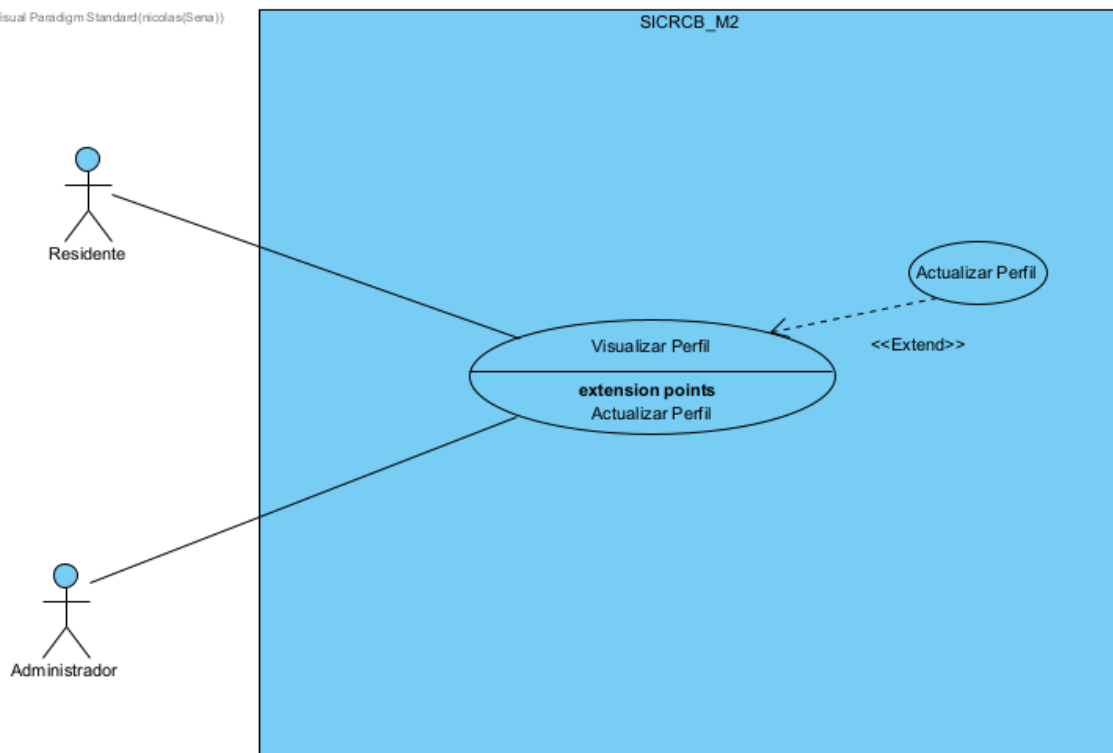 isual Paradigm Standard(nicolas(Sena))
SICRCB_M2
Residente
Actualizar Perfil
Visualizar Perfil
<<Extend>>
extension points
Actualizar Perfil
Administrador